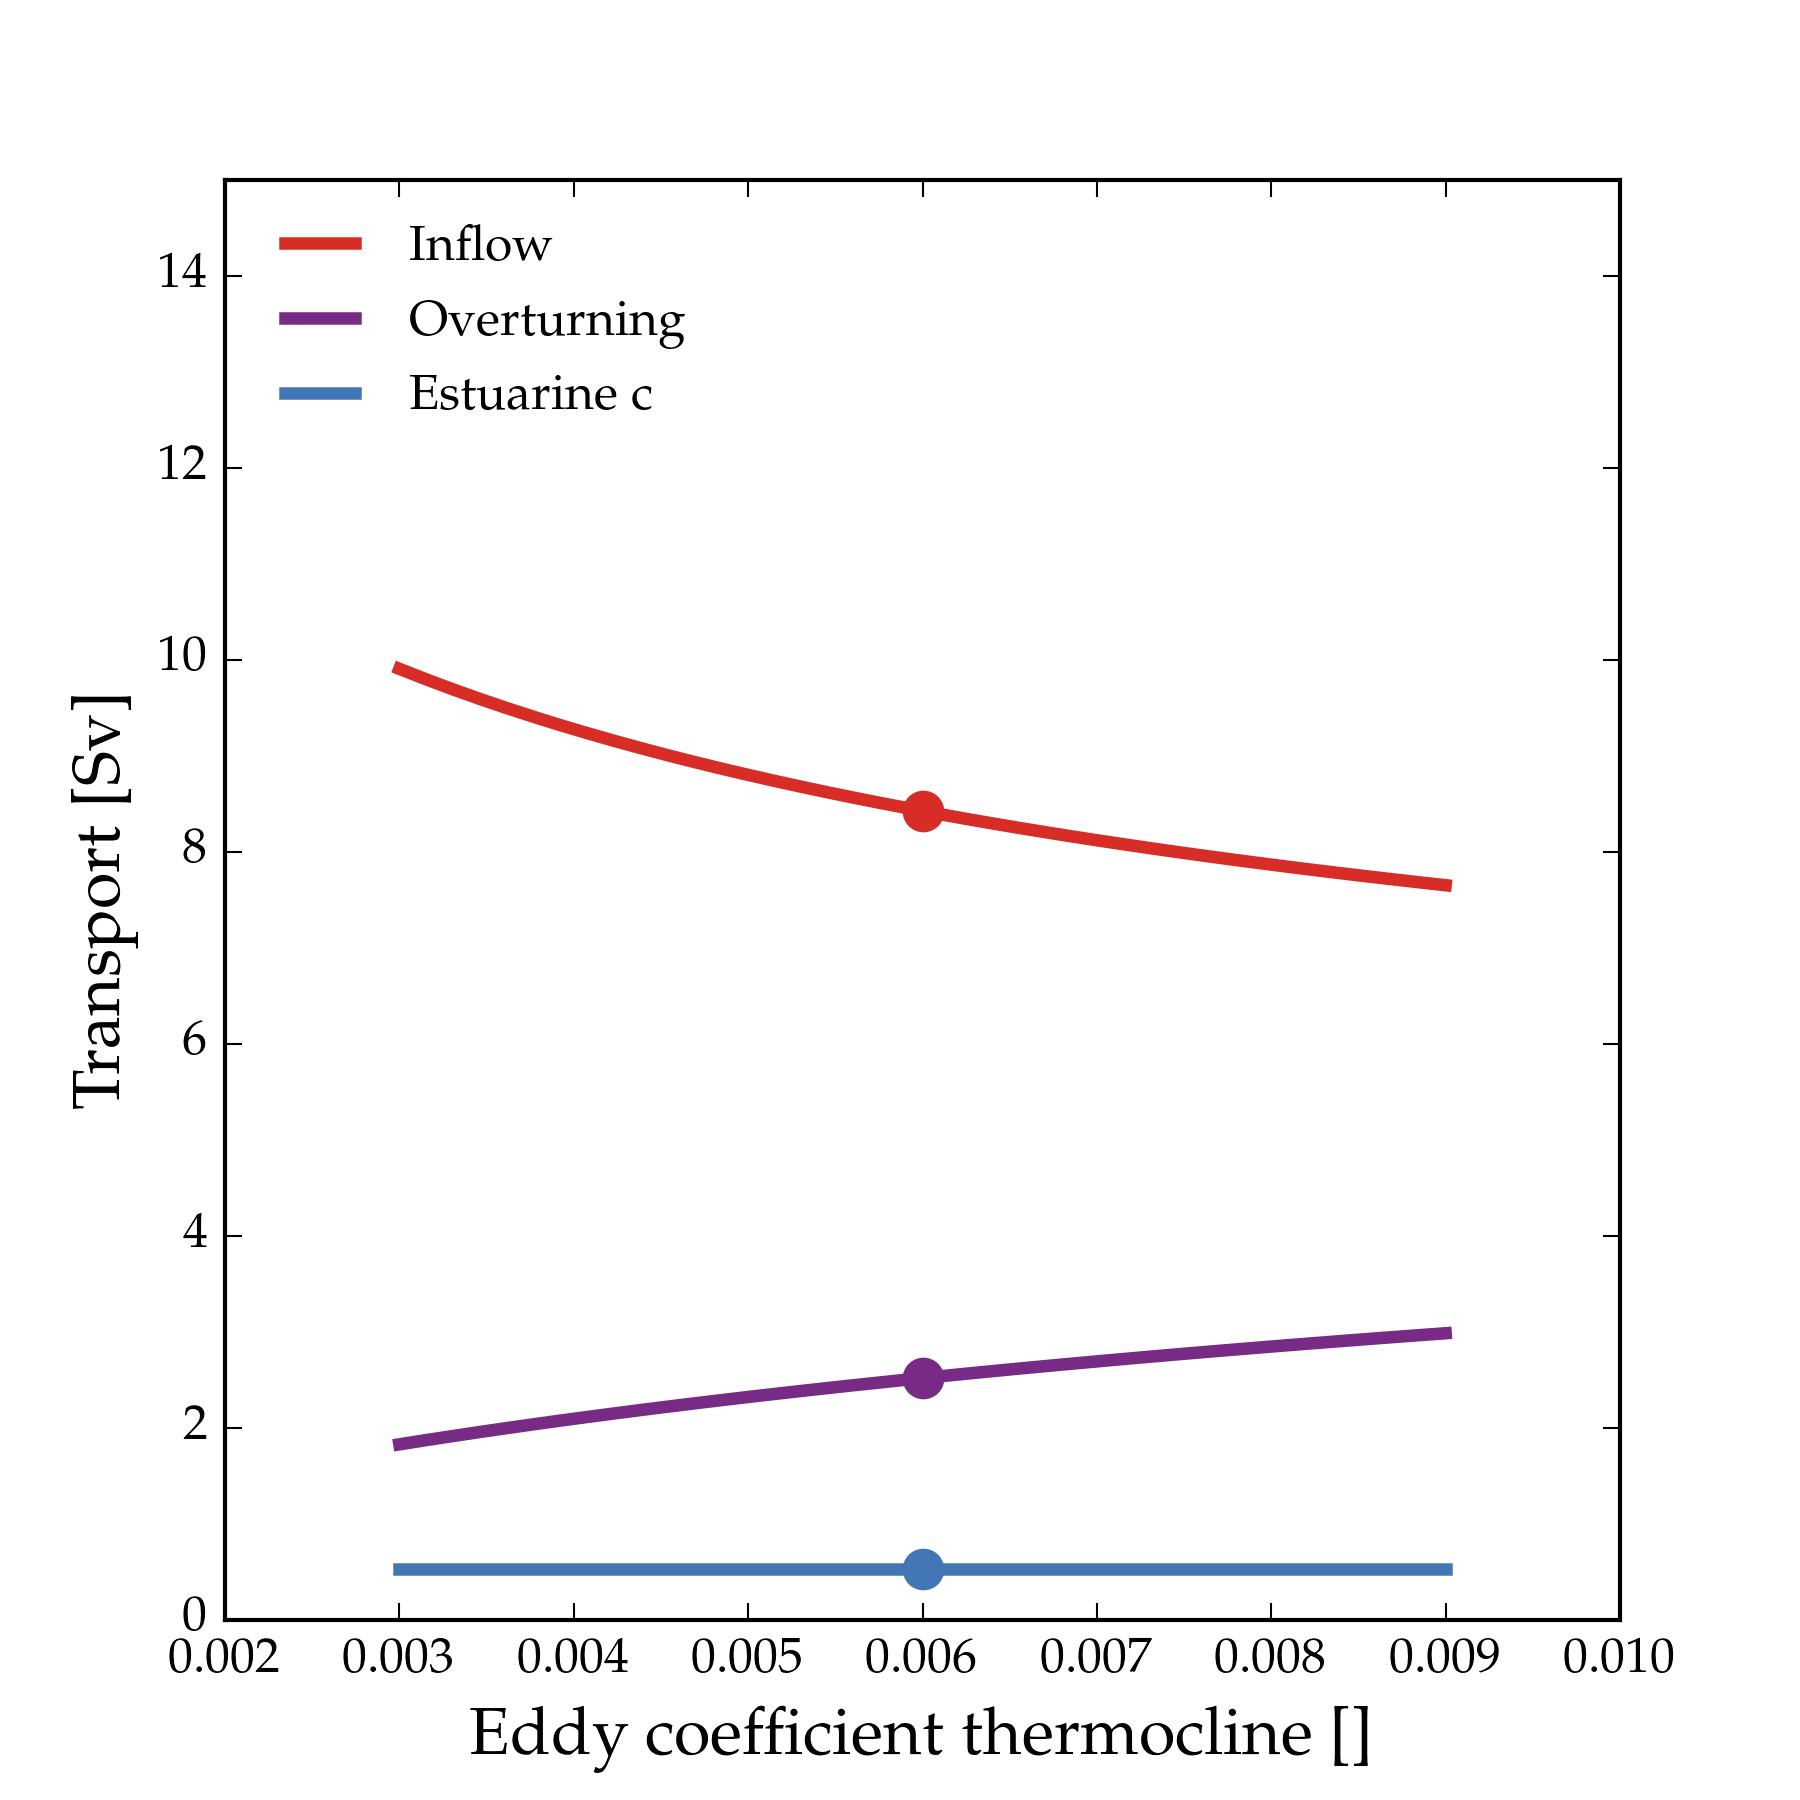 Inflow
Overturning
Estuarine c
14
12
10
8
6
4
2
0
Transport [Sv]
0.002 0.003 0.004 0.005 0.006 0.007 0.008 0.009 0.010
Eddy coefficient thermocline []